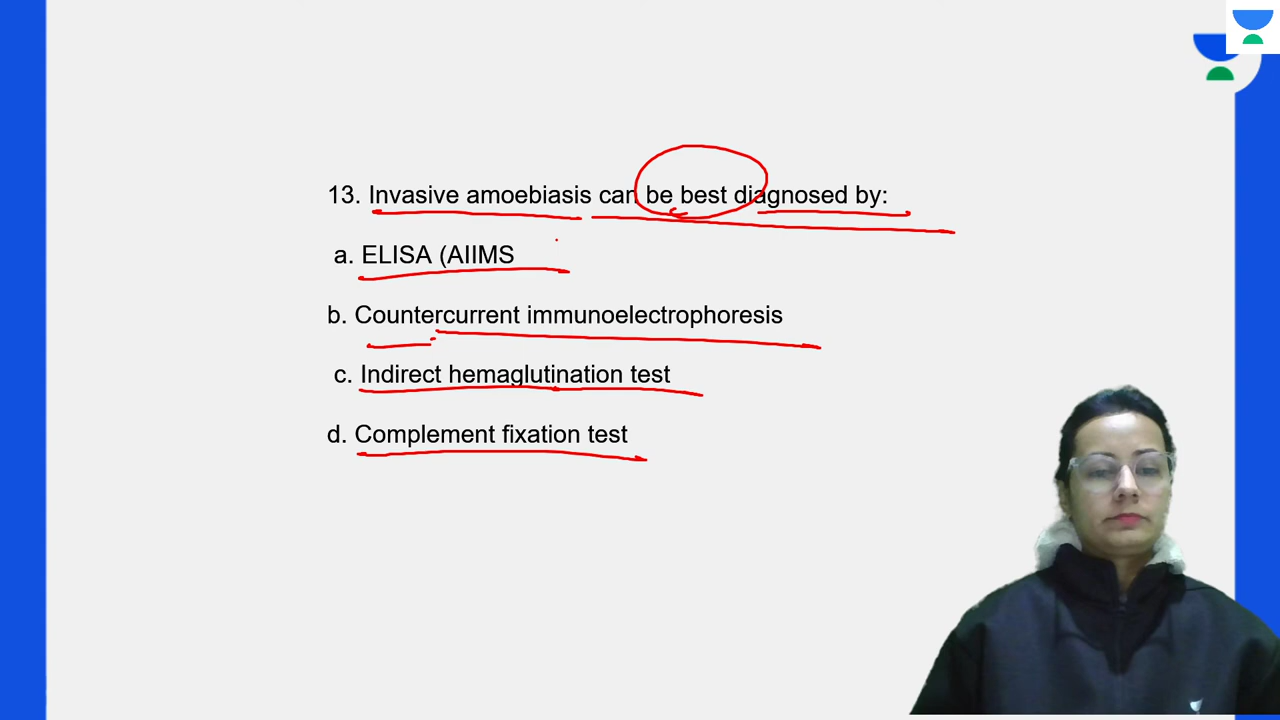 13. Invasive amoebiasis can be best diagnosed by:
a. ELISA (AIIMS
b. Countercurrent immunoelectrophoresis
c. Indirect hemaglutination test
d. Complement fixation test